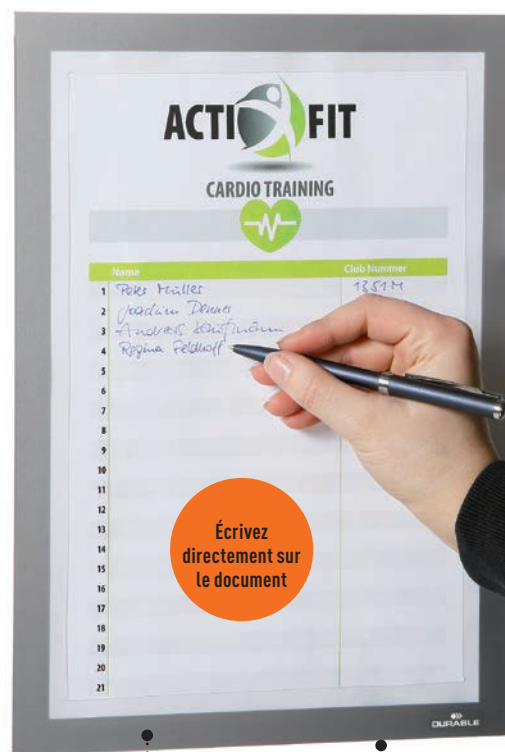 ACTI FIT
CARDIO TRAINING
Name Club Nummer
1 Peter Müller 1351M
2 Joachim Denner
3 Andreas Kaufmann
4 Regina Feldhoff
5
6
7
8
9
10
11
12
13
14
15
16
17
18
19
20
21
Écrivez
directement sur
le document
DURABLE